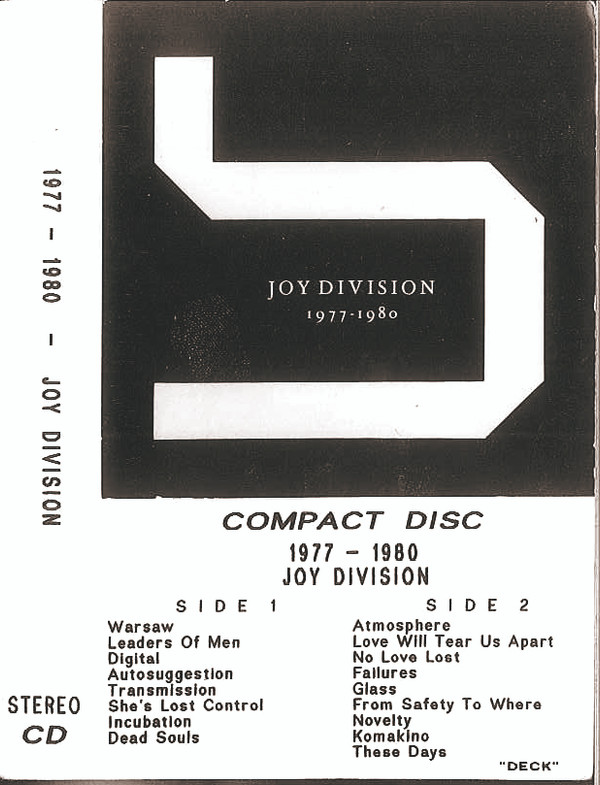 1977 - 1980 - JOY DIVISION
JOY DIVISION
1977-1980
COMPACT DISC
1977 - 1980
JOY DIVISION
SIDE 1
Warsaw
Leaders Of Men
Digital
Autosuggestion
Transmission
She's Lost Control
Incubation
Dead Souls
SIDE 2
Atmosphere
Love Will Tear Us Apart
No Love Lost
Failures
Glass
From Safety To Where
Novelty
Komakino
These Days
STEREO
CD
"DECK"